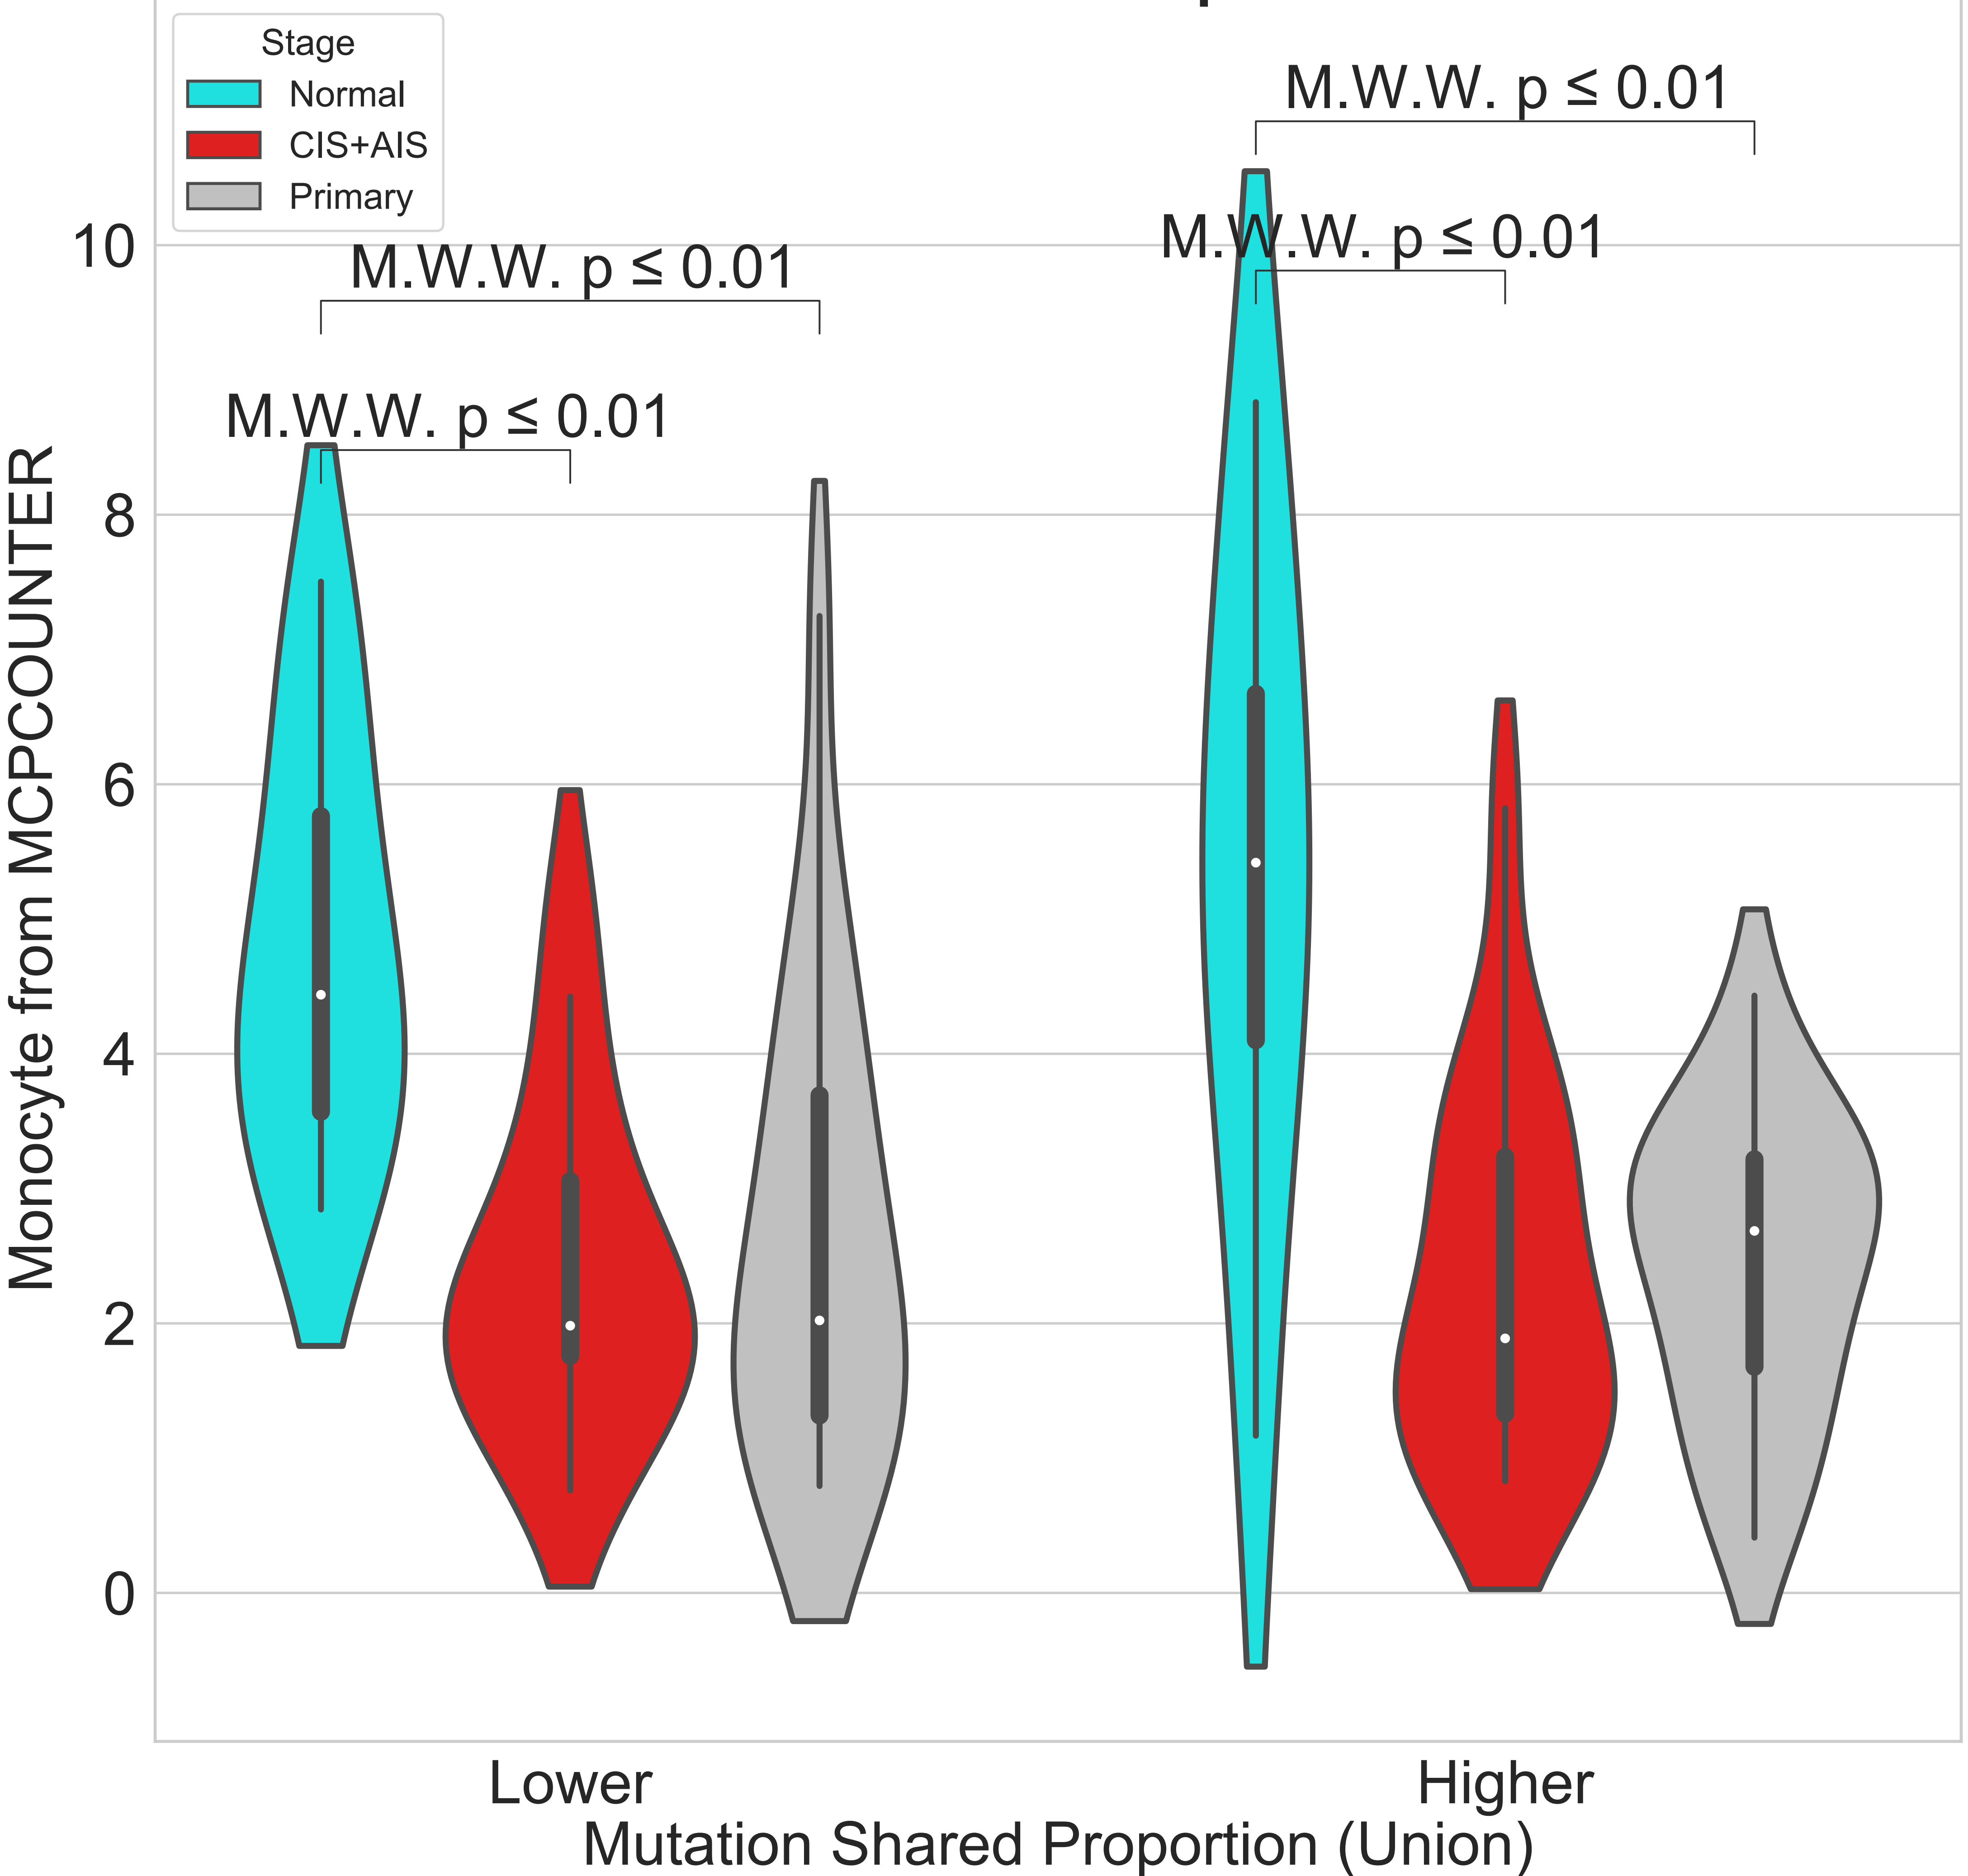 Stage
Normal
CIS+AIS
Primary
M.W.W. p ≤ 0.01
M.W.W. p ≤ 0.01
M.W.W. p ≤ 0.01
M.W.W. p ≤ 0.01
Monocyte from MCPCOUNTER
10
8
6
4
2
0
Lower
Higher
Mutation Shared Proportion (Union)